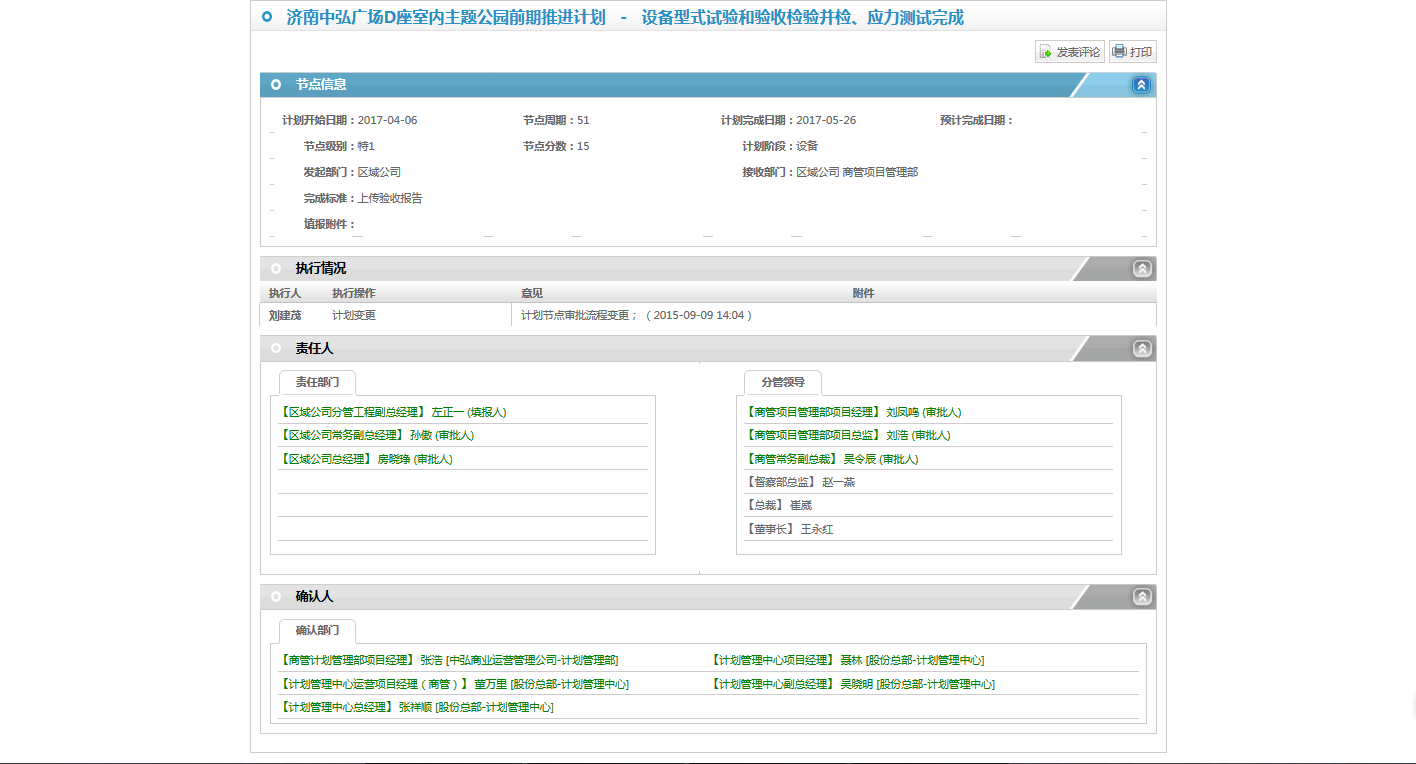 济南中弘广场D座室内主题公园前期推进计划 - 设备型式试验和验收检验并检、应力测试完成
发表评论 打印
节点信息
计划开始日期：2017-04-06 节点周期：51 计划完成日期：2017-05-26 预计完成日期：
节点级别：特1 节点分数：15 计划阶段：设备
发起部门：区域公司 接收部门：区域公司 商管项目管理部
完成标准：上传验收报告
填报附件：
执行情况
执行人 执行操作 意见 附件
刘建茂 计划变更 计划节点审批流程变更； （2015-09-09 14:04 ）
责任人
责任部门
【区域公司分管工程副总经理】 左正一 (填报人)
【区域公司常务副总经理】 孙傲 (审批人)
【区域公司总经理】 房晓琤 (审批人)
分管领导
【商管项目管理部项目经理】 刘凤鸣 (审批人)
【商管项目管理部项目总监】 刘浩 (审批人)
【商管常务副总裁】 吴令辰 (审批人)
【督察部总监】 赵一燕
【总裁】 崔崴
【董事长】 王永红
确认人
确认部门
【商管计划管理部项目经理】 张浩 [中弘商业运营管理公司-计划管理部] 【计划管理中心项目经理】 聂林 [股份总部-计划管理中心]
【计划管理中心运营项目经理（商管）】 董万里 [股份总部-计划管理中心] 【计划管理中心副总经理】 吴晓明 [股份总部-计划管理中心]
【计划管理中心总经理】 张祥顺 [股份总部-计划管理中心]